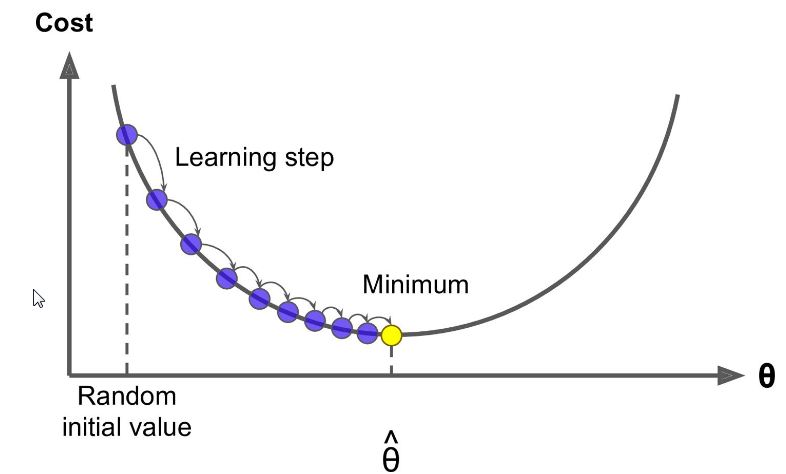 Cost
Learning step
Minimum
θ
Random
initial value
θ̂